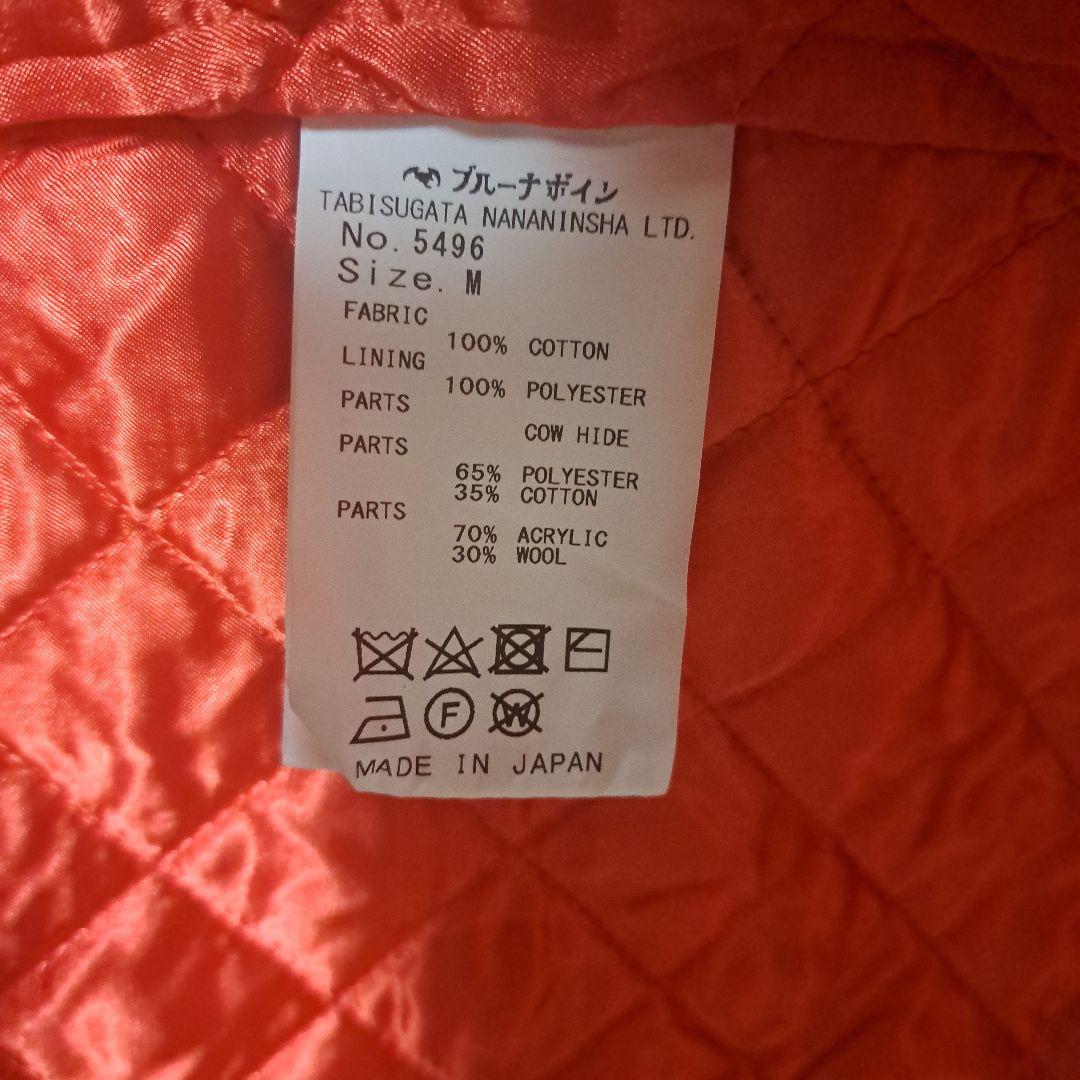 ブルーナボイン
TABISUGATA NANANINSHA LTD.
No. 5496
Size. M
FABRIC
100% COTTON
LINING
100% POLYESTER
PARTS
COW HIDE
PARTS
65% POLYESTER
35% COTTON
PARTS
70% ACRYLIC
30% WOOL
F
W
MADE IN JAPAN